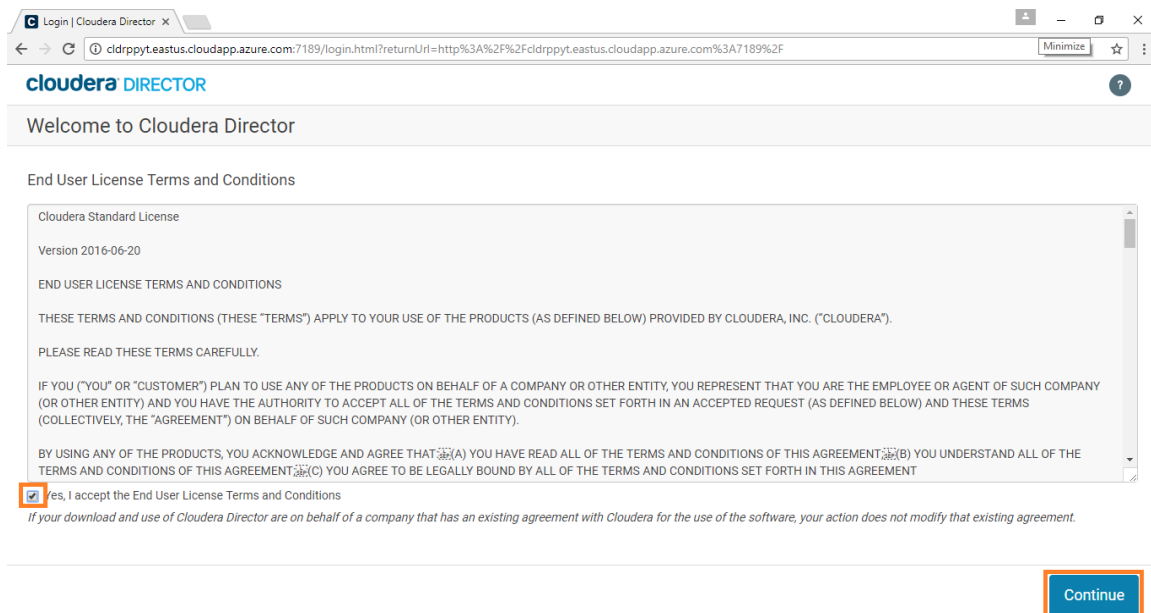 Login | Cloudera Director
cldrppyt.eastus.cloudapp.azure.com:7189/login.html?returnUrl=http%3A%2F%2Fcldrppyt.eastus.cloudapp.azure.com%3A7189%2F
Minimize
cloudera DIRECTOR
?
Welcome to Cloudera Director
End User License Terms and Conditions
Cloudera Standard License
Version 2016-06-20
END USER LICENSE TERMS AND CONDITIONS
THESE TERMS AND CONDITIONS (THESE “TERMS”) APPLY TO YOUR USE OF THE PRODUCTS (AS DEFINED BELOW) PROVIDED BY CLOUDERA, INC. (“CLOUDERA”).
PLEASE READ THESE TERMS CAREFULLY.
IF YOU (“YOU” OR “CUSTOMER”) PLAN TO USE ANY OF THE PRODUCTS ON BEHALF OF A COMPANY OR OTHER ENTITY, YOU REPRESENT THAT YOU ARE THE EMPLOYEE OR AGENT OF SUCH COMPANY
(OR OTHER ENTITY) AND YOU HAVE THE AUTHORITY TO ACCEPT ALL OF THE TERMS AND CONDITIONS SET FORTH IN AN ACCEPTED REQUEST (AS DEFINED BELOW) AND THESE TERMS
(COLLECTIVELY, THE “AGREEMENT”) ON BEHALF OF SUCH COMPANY (OR OTHER ENTITY).
BY USING ANY OF THE PRODUCTS, YOU ACKNOWLEDGE AND AGREE THAT:(A) YOU HAVE READ ALL OF THE TERMS AND CONDITIONS OF THIS AGREEMENT;(B) YOU UNDERSTAND ALL OF THE
TERMS AND CONDITIONS OF THIS AGREEMENT;(C) YOU AGREE TO BE LEGALLY BOUND BY ALL OF THE TERMS AND CONDITIONS SET FORTH IN THIS AGREEMENT
Yes, I accept the End User License Terms and Conditions
If your download and use of Cloudera Director are on behalf of a company that has an existing agreement with Cloudera for the use of the software, your action does not modify that existing agreement.
Continue